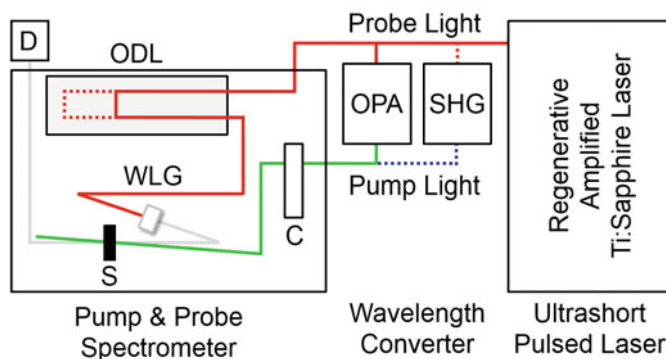 D
ODL
Probe Light
OPA
SHG
WLG
Pump Light
C
S
Regenerative
Amplified
Ti:Sapphire Laser
Pump & Probe
Spectrometer
Wavelength
Converter
Ultrashort
Pulsed Laser